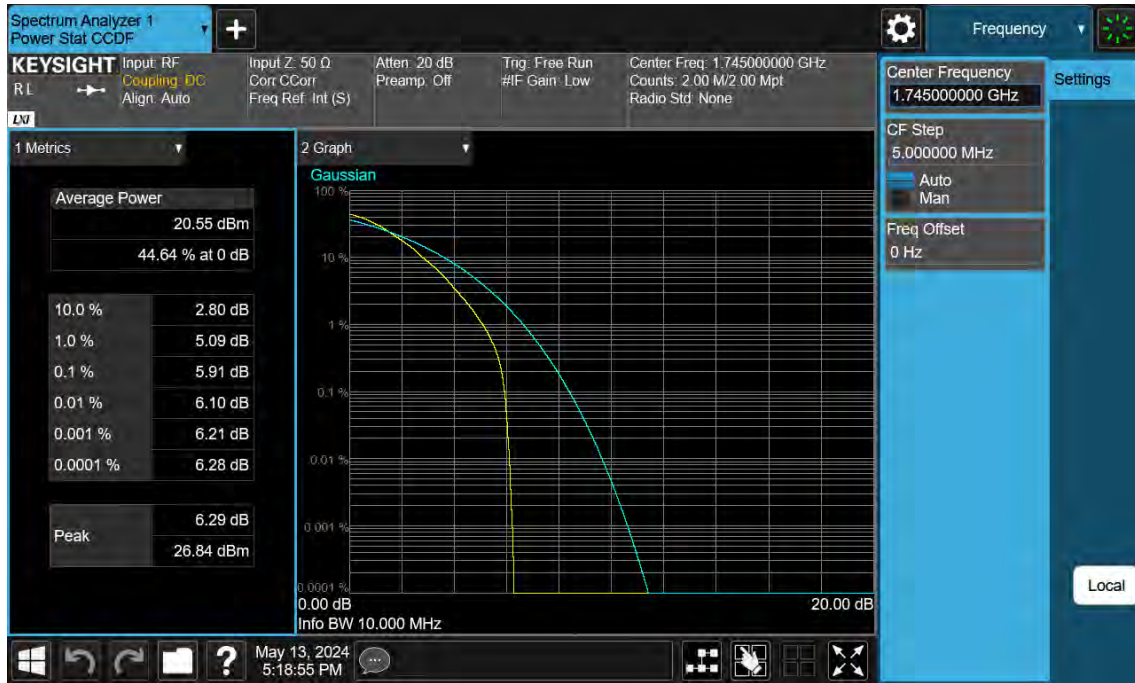 Spectrum Analyzer 1
Power Stat CCDF
+
Frequency
KEYSIGHT
R L
LXI
Input: RF
Coupling: DC
Align: Auto
Input Z: 50 Ω
Corr CCorr
Freq Ref: Int (S)
Atten: 20 dB
Preamp: Off
Trig: Free Run
#IF Gain: Low
Center Freq: 1.745000000 GHz
Counts: 2.00 M/2.00 Mpt
Radio Std: None
Center Frequency
1.745000000 GHz
Settings
CF Step
5.000000 MHz
Auto
Man
Freq Offset
0 Hz
Local
1 Metrics
Average Power
20.55 dBm
44.64 % at 0 dB
10.0 % 2.80 dB
1.0 % 5.09 dB
0.1 % 5.91 dB
0.01 % 6.10 dB
0.001 % 6.21 dB
0.0001 % 6.28 dB
Peak
6.29 dB
26.84 dBm
2 Graph
Gaussian
100 %
10 %
1 %
0.1 %
0.01 %
0.001 %
0.0001 %
0.00 dB 20.00 dB
Info BW 10.000 MHz
?
May 13, 2024
5:18:55 PM